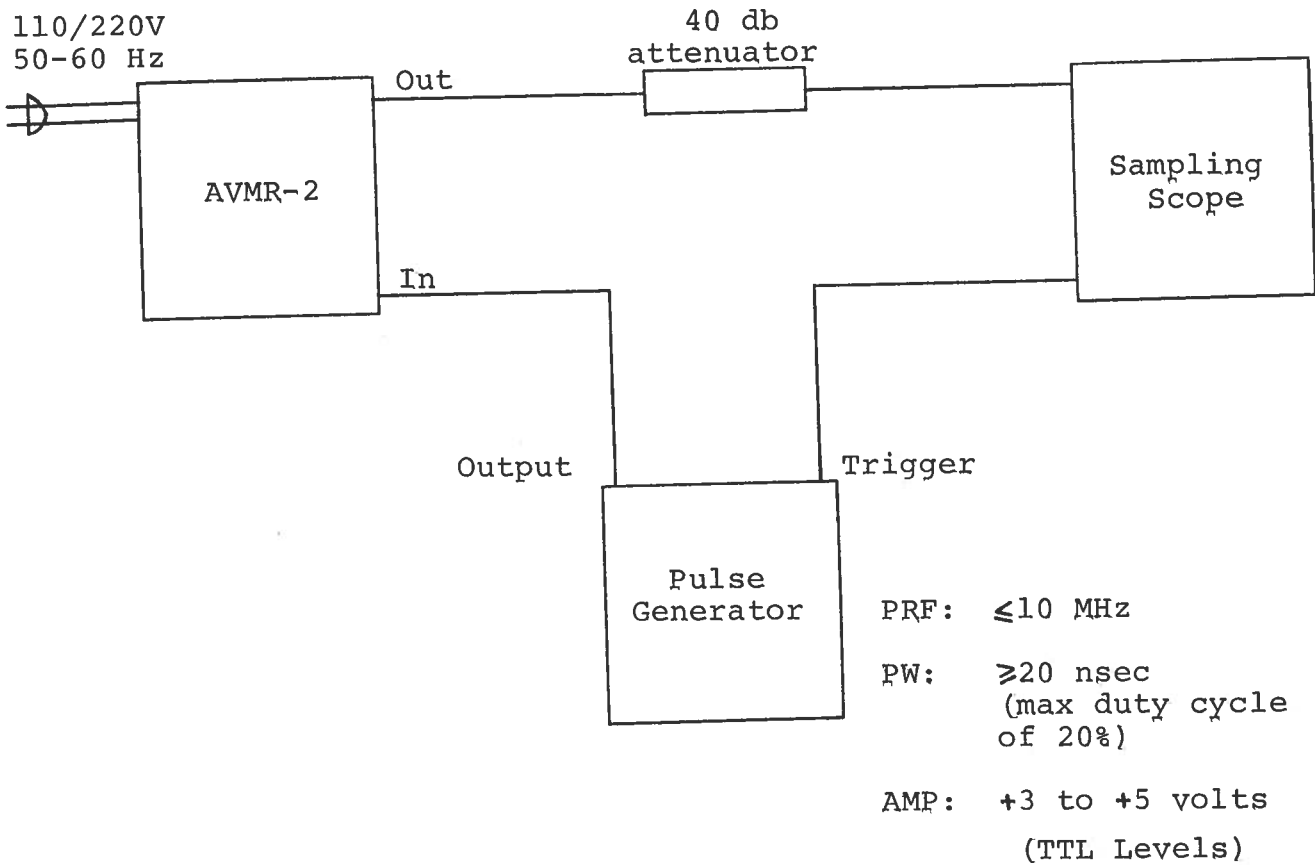 110/220V
50-60 Hz
40 db
attenuator
Out
AVMR-2
Sampling
Scope
In
Output
Trigger
Pulse
Generator
PRF: ≤10 MHz
PW: ≥20 nsec
(max duty cycle
of 20%)
AMP: +3 to +5 volts
(TTL Levels)